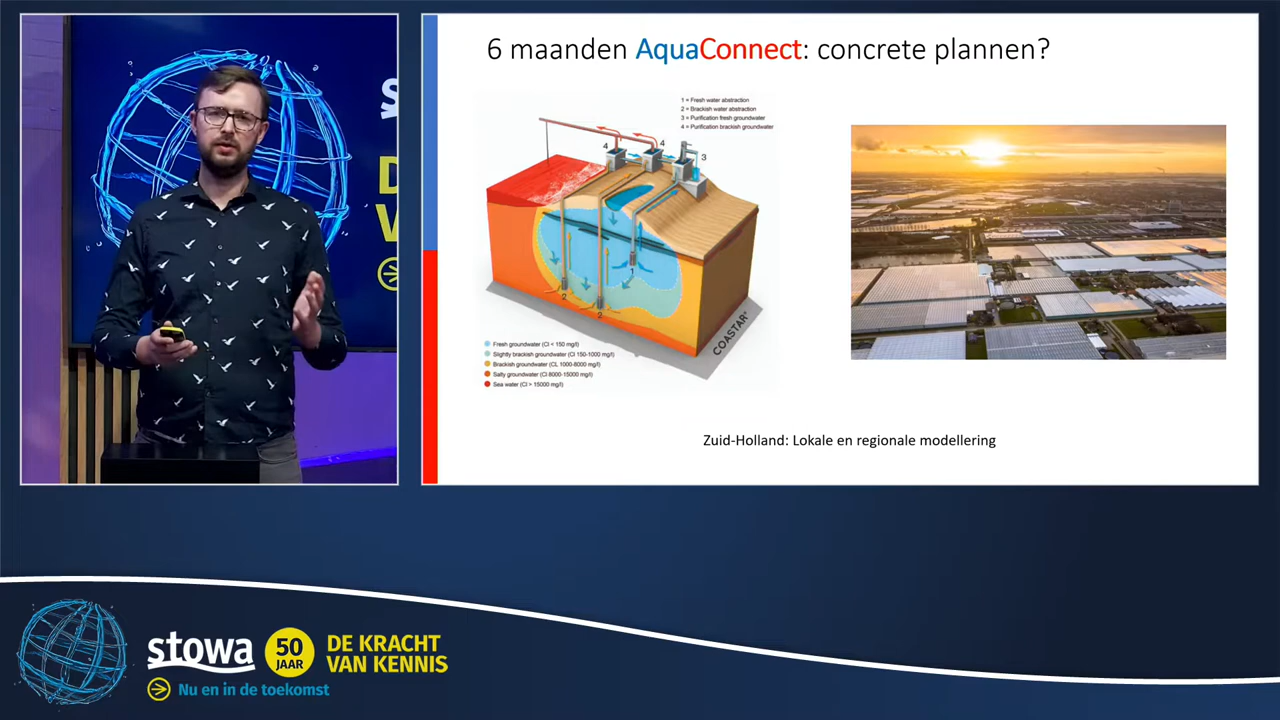 6 maanden AquaConnect: concrete plannen?
1 = Fresh water abstraction
2 = Brackish water abstraction
3 = Purification fresh groundwater
4 = Purification brackish groundwater
4
4
3
1
2
2
COASTAR
Fresh groundwater (Cl < 150 mg/l)
Slightly brackish groundwater (Cl 150-1000 mg/l)
Brackish groundwater (CL 1000-8000 mg/l)
Salty groundwater (Cl 8000-15000 mg/l)
Sea water (Cl > 15000 mg/l)
Zuid-Holland: Lokale en regionale modellering
stowa
50
JAAR
DE KRACHT
VAN KENNIS
Nu en in de toekomst